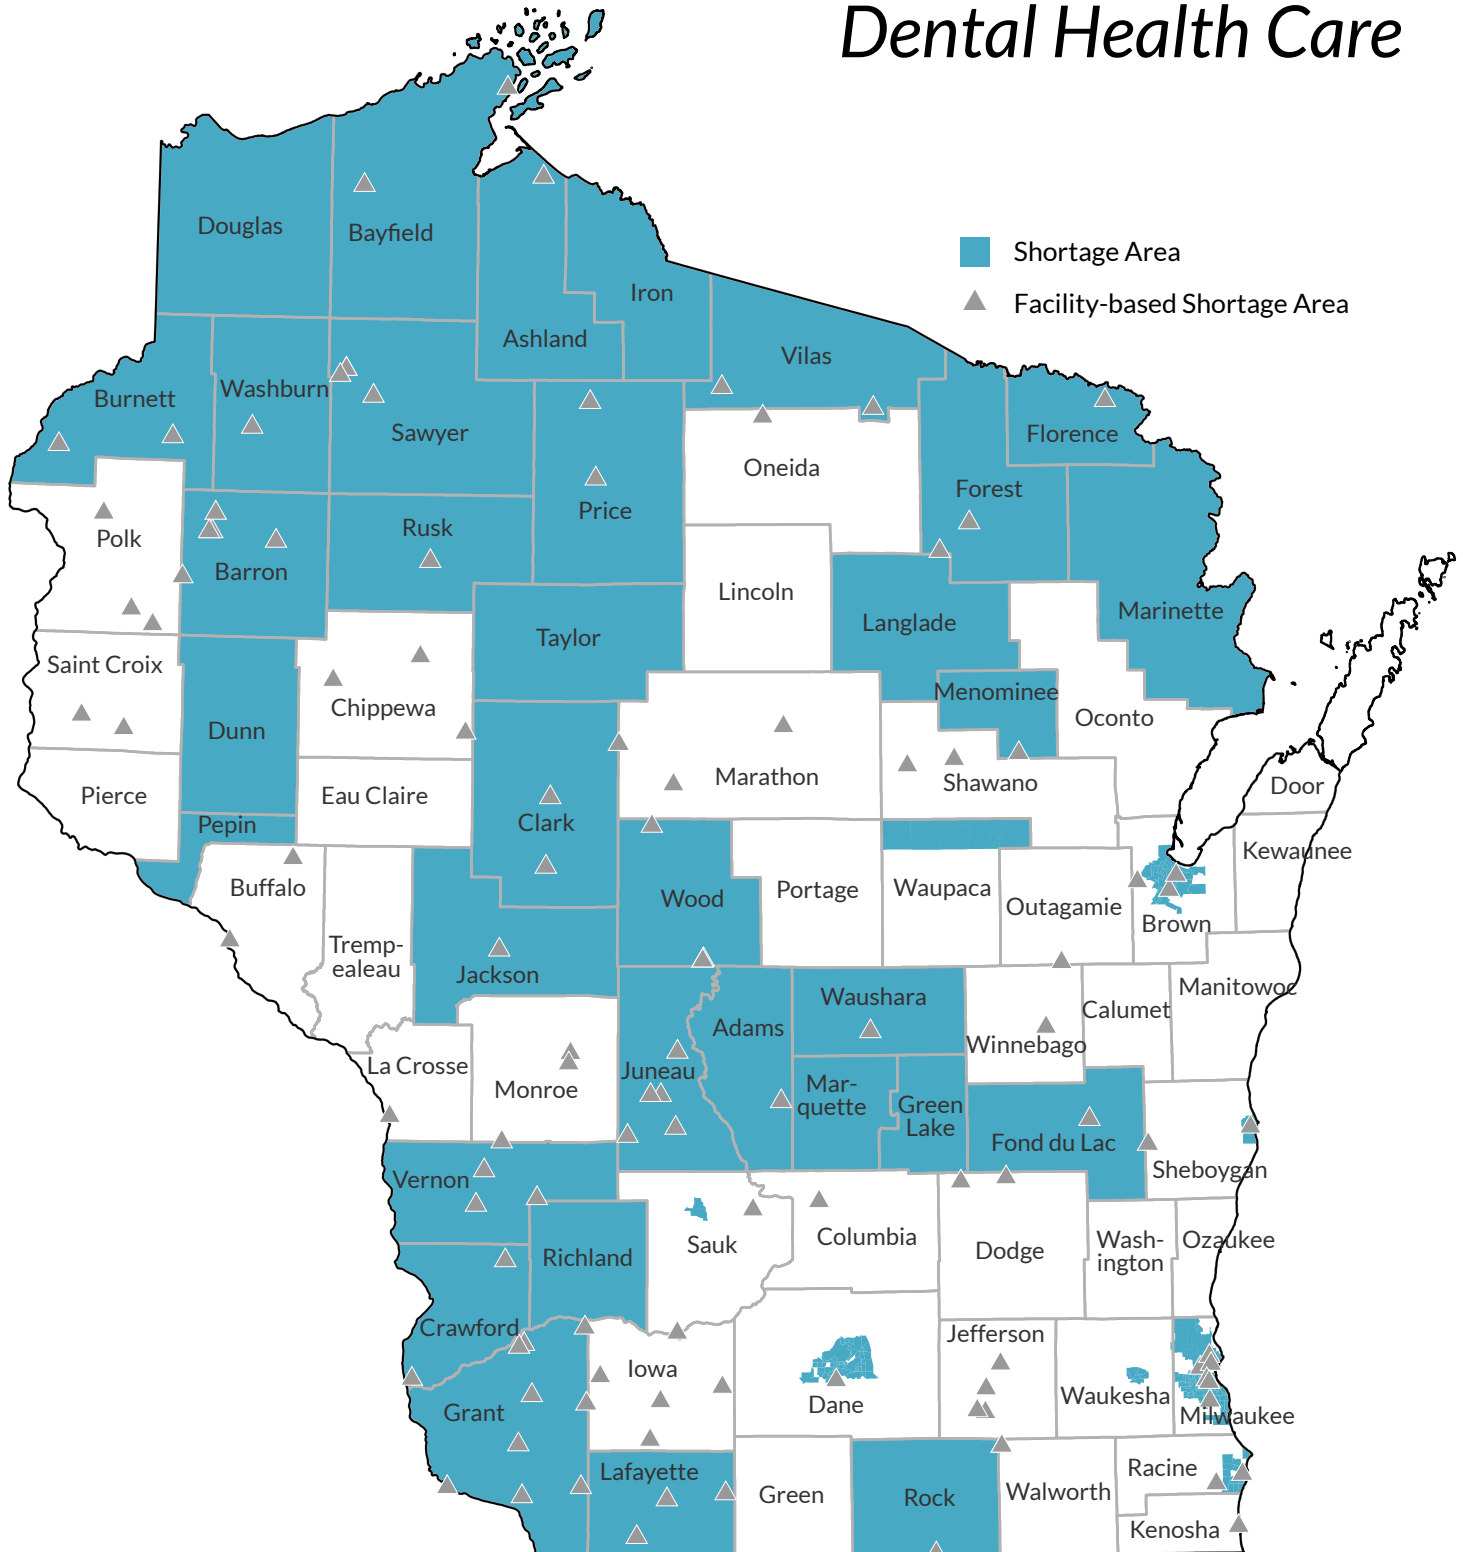 Dental Health Care
Shortage Area
Facility-based Shortage Area
Douglas
Bayfield
Iron
Ashland
Vilas
Burnett
Washburn
Sawyer
Florence
Oneida
Forest
Price
Rusk
Polk
Barron
Lincoln
Langlade
Marinette
Taylor
Saint Croix
Menominee
Chippewa
Oconto
Dunn
Marathon
Shawano
Door
Pierce
Eau Claire
Clark
Pepin
Kewaunee
Buffalo
Wood
Portage
Waupaca
Outagamie
Brown
Tremp-
ealeau
Jackson
Manitowoc
Waushara
Calumet
Adams
Winnebago
La Crosse
Juneau
Monroe
Mar-
quette
Green
Lake
Fond du Lac
Sheboygan
Vernon
Columbia
Sauk
Dodge
Wash-
ington
Ozaukee
Richland
Crawford
Jefferson
Iowa
Waukesha
Dane
Grant
Milwaukee
Lafayette
Racine
Green
Rock
Walworth
Kenosha